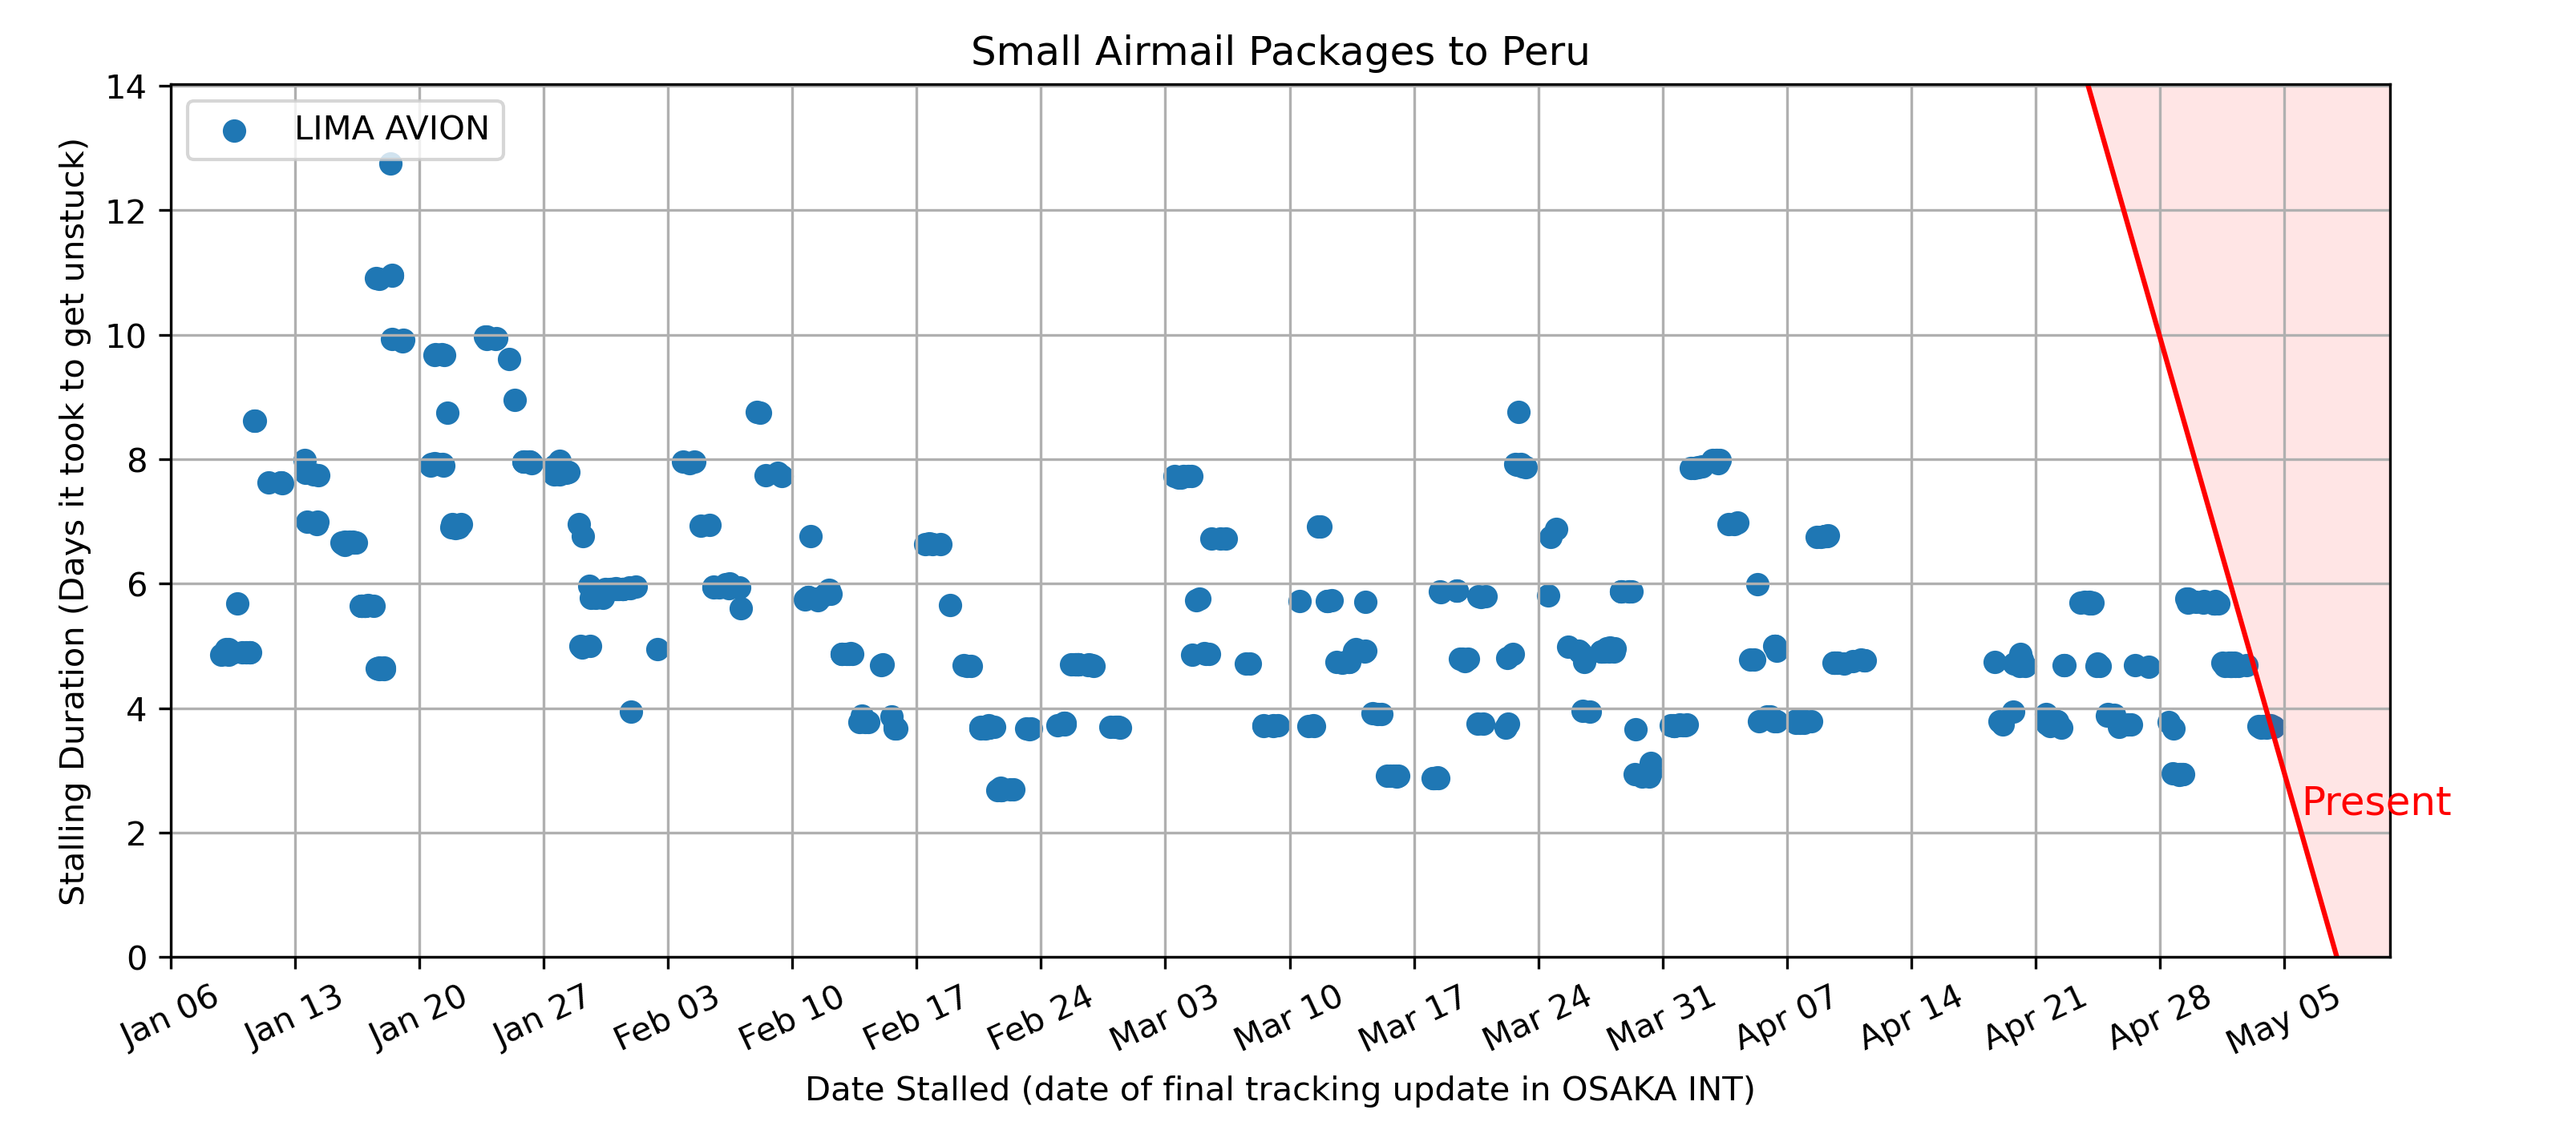 Small Airmail Packages to Peru
LIMA AVION
Stalling Duration (Days it took to get unstuck)
14
12
10
8
6
4
2
0
Present
Jan 06
Jan 13
Jan 20
Jan 27
Feb 03
Feb 10
Feb 17
Feb 24
Mar 03
Mar 10
Mar 17
Mar 24
Mar 31
Apr 07
Apr 14
Apr 21
Apr 28
May 05
Date Stalled (date of final tracking update in OSAKA INT)